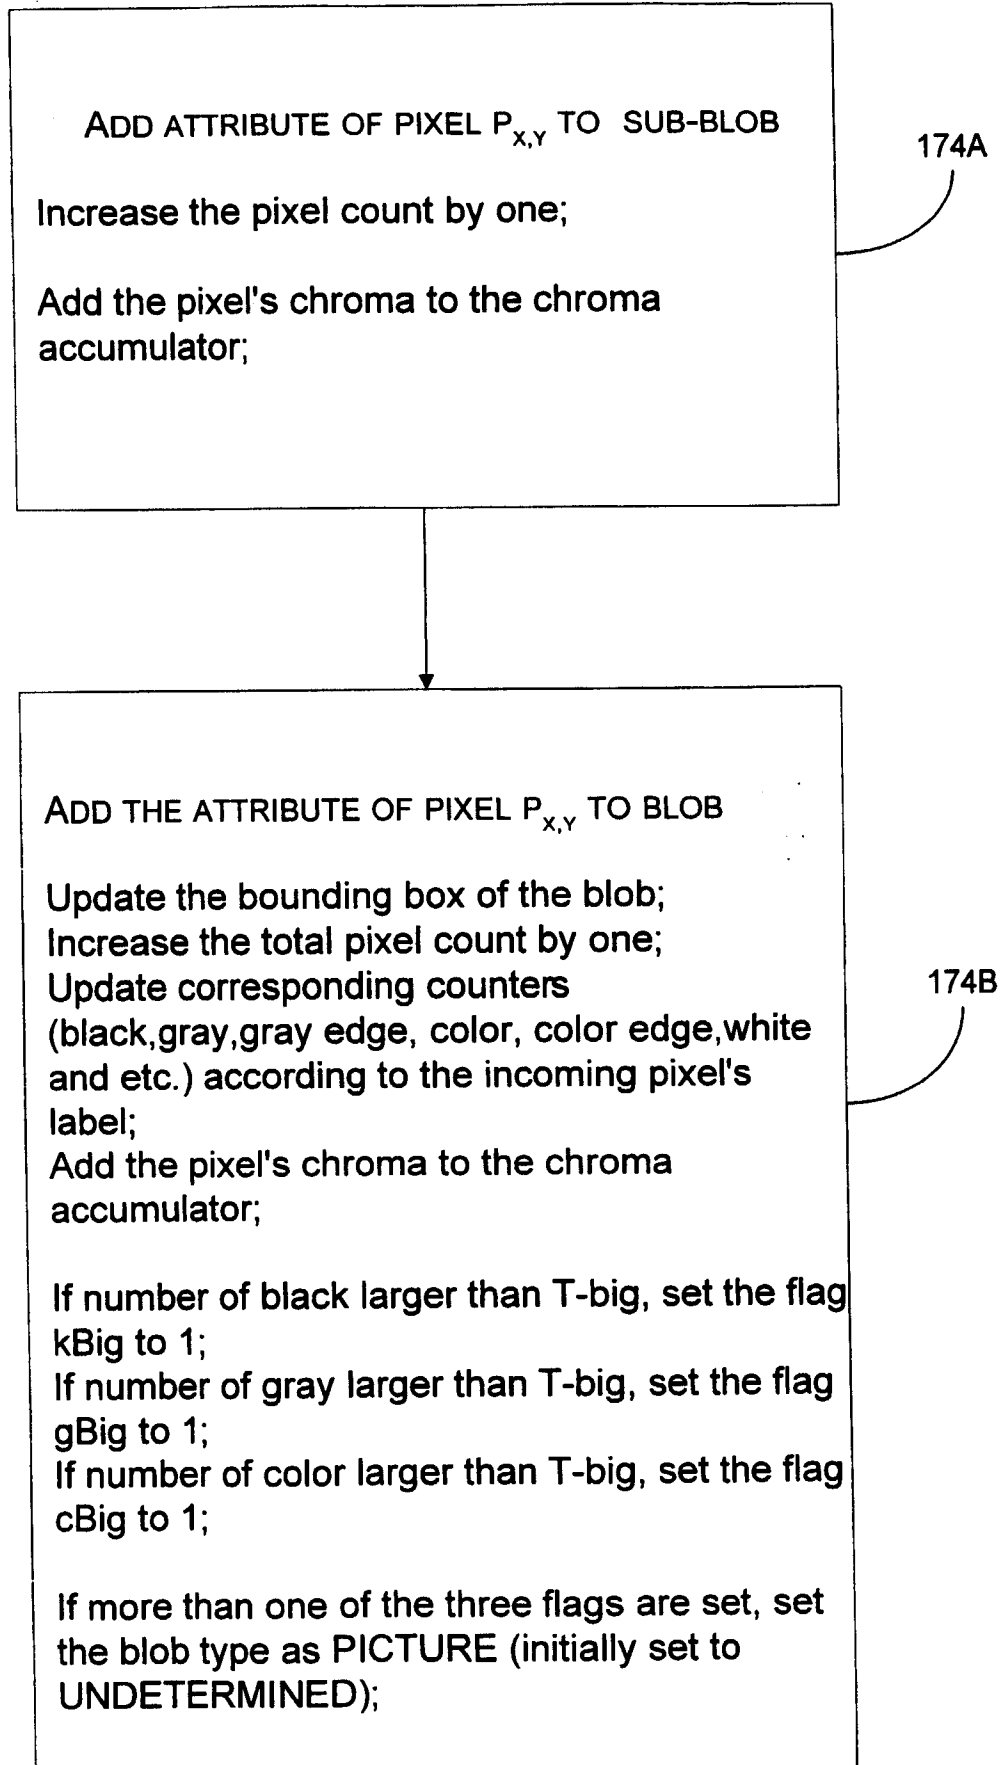 ADD ATTRIBUTE OF PIXEL PX,Y TO SUB-BLOB
174A
Increase the pixel count by one;
Add the pixel's chroma to the chroma
accumulator;
ADD THE ATTRIBUTE OF PIXEL PX,Y TO BLOB
Update the bounding box of the blob;
Increase the total pixel count by one;
Update corresponding counters
174B
(black,gray,gray edge, color, color edge,white
and etc.) according to the incoming pixel's
label;
Add the pixel's chroma to the chroma
accumulator;
If number of black larger than T-big, set the flag
kBig to 1;
If number of gray larger than T-big, set the flag
gBig to 1;
If number of color larger than T-big, set the flag
cBig to 1;
If more than one of the three flags are set, set
the blob type as PICTURE (initially set to
UNDETERMINED);